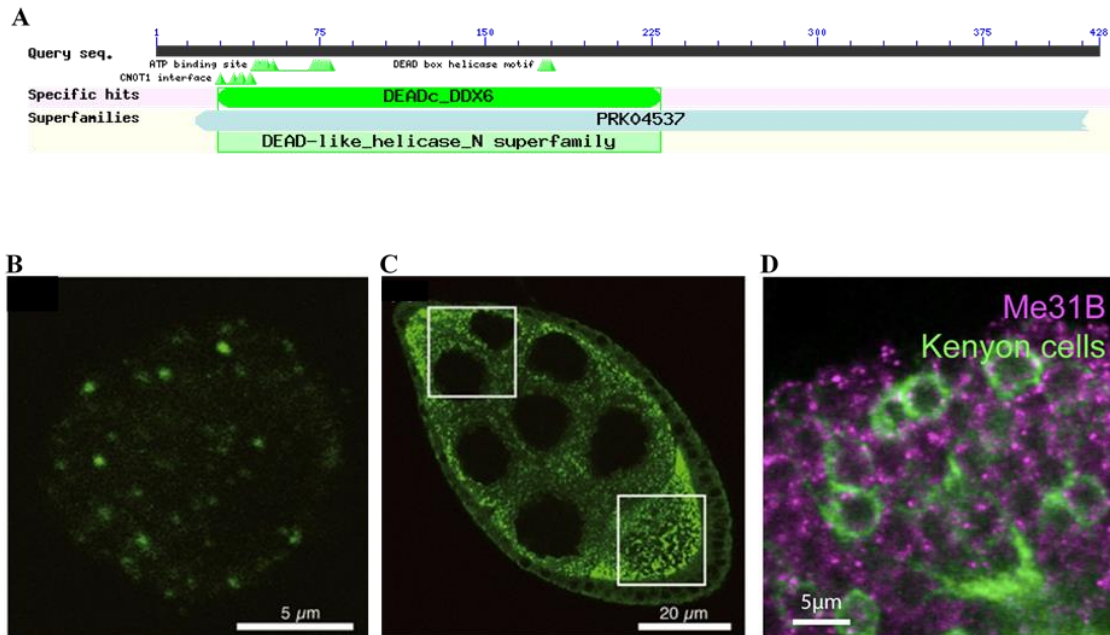 A
1 75 150 225 300 375 428
Query seq.
ATP binding site DEAD box helicase motif
CNOT1 interface
Specific hits DEADc_DDX6
Superfamilies PRK04537
DEAD-like_helicase_N superfamily
B C D
Me31B
Kenyon cells
5 µm 20 µm 5µm